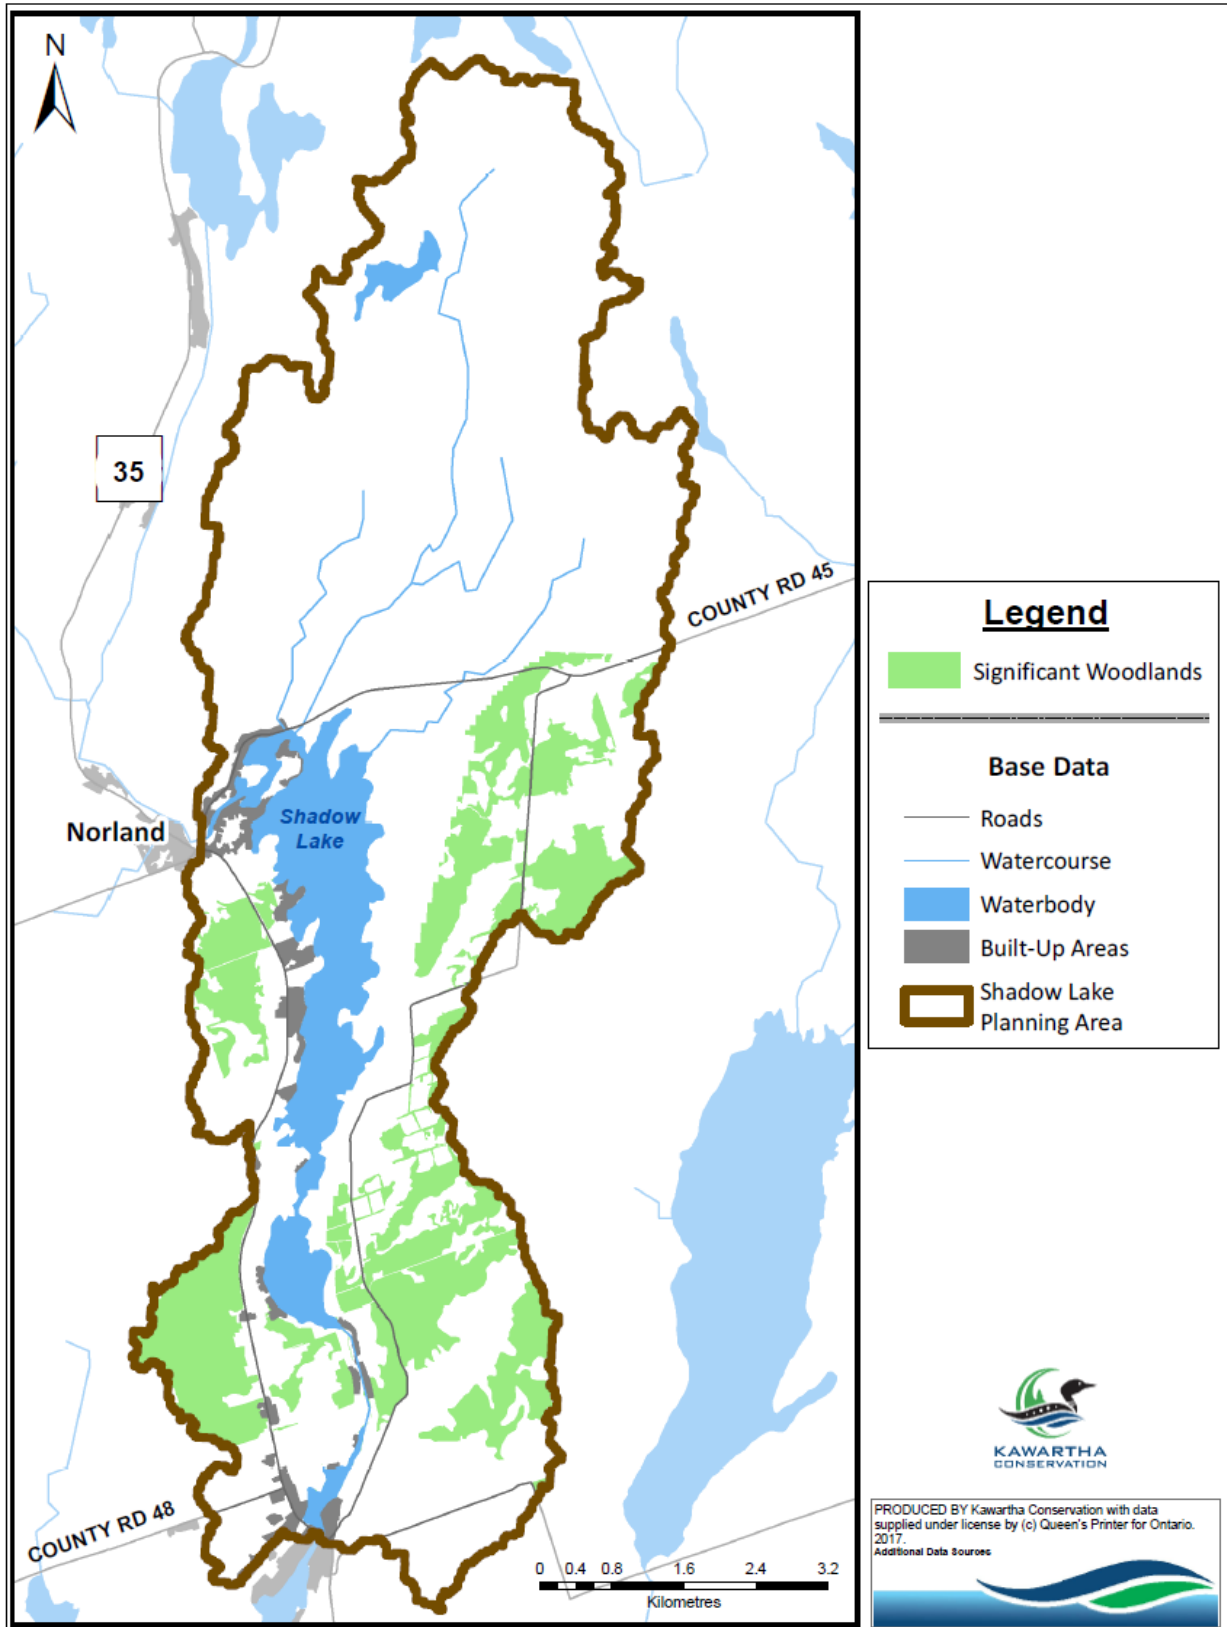 N
35
COUNTY RD 45
Shadow
Lake
Norland
COUNTY RD 48
0 0.4 0.8 1.6 2.4 3.2
Kilometres
Legend
Significant Woodlands
Base Data
Roads
Watercourse
Waterbody
Built-Up Areas
Shadow Lake
Planning Area
KAWARTHA
CONSERVATION
PRODUCED BY Kawartha Conservation with data
supplied under license by (c) Queen's Printer for Ontario.
2017.
Additional Data Sources